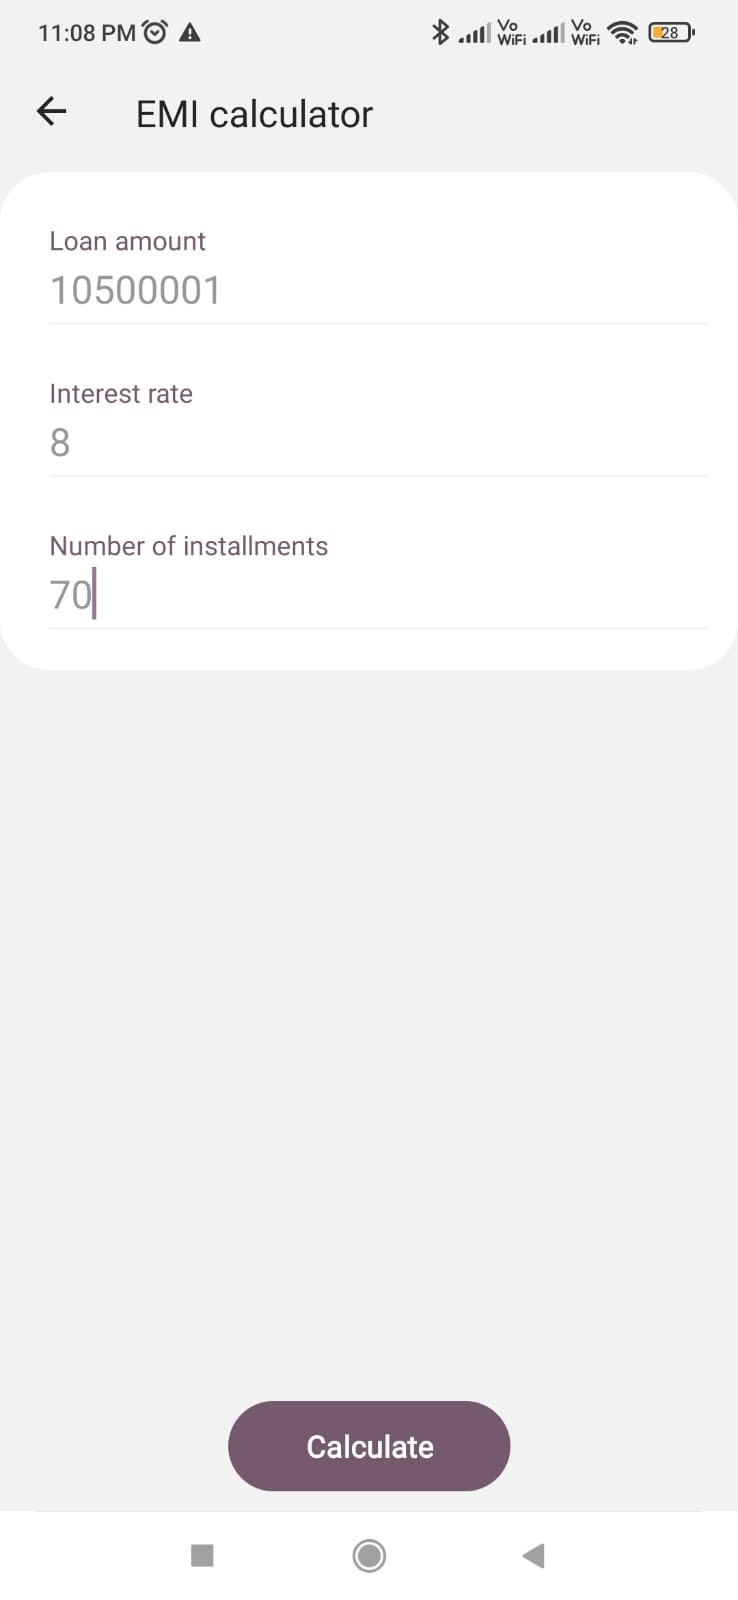 11:08 PM Vo WiFi Vo WiFi 28
EMI calculator
Loan amount
10500001
Interest rate
8
Number of installments
70
Calculate